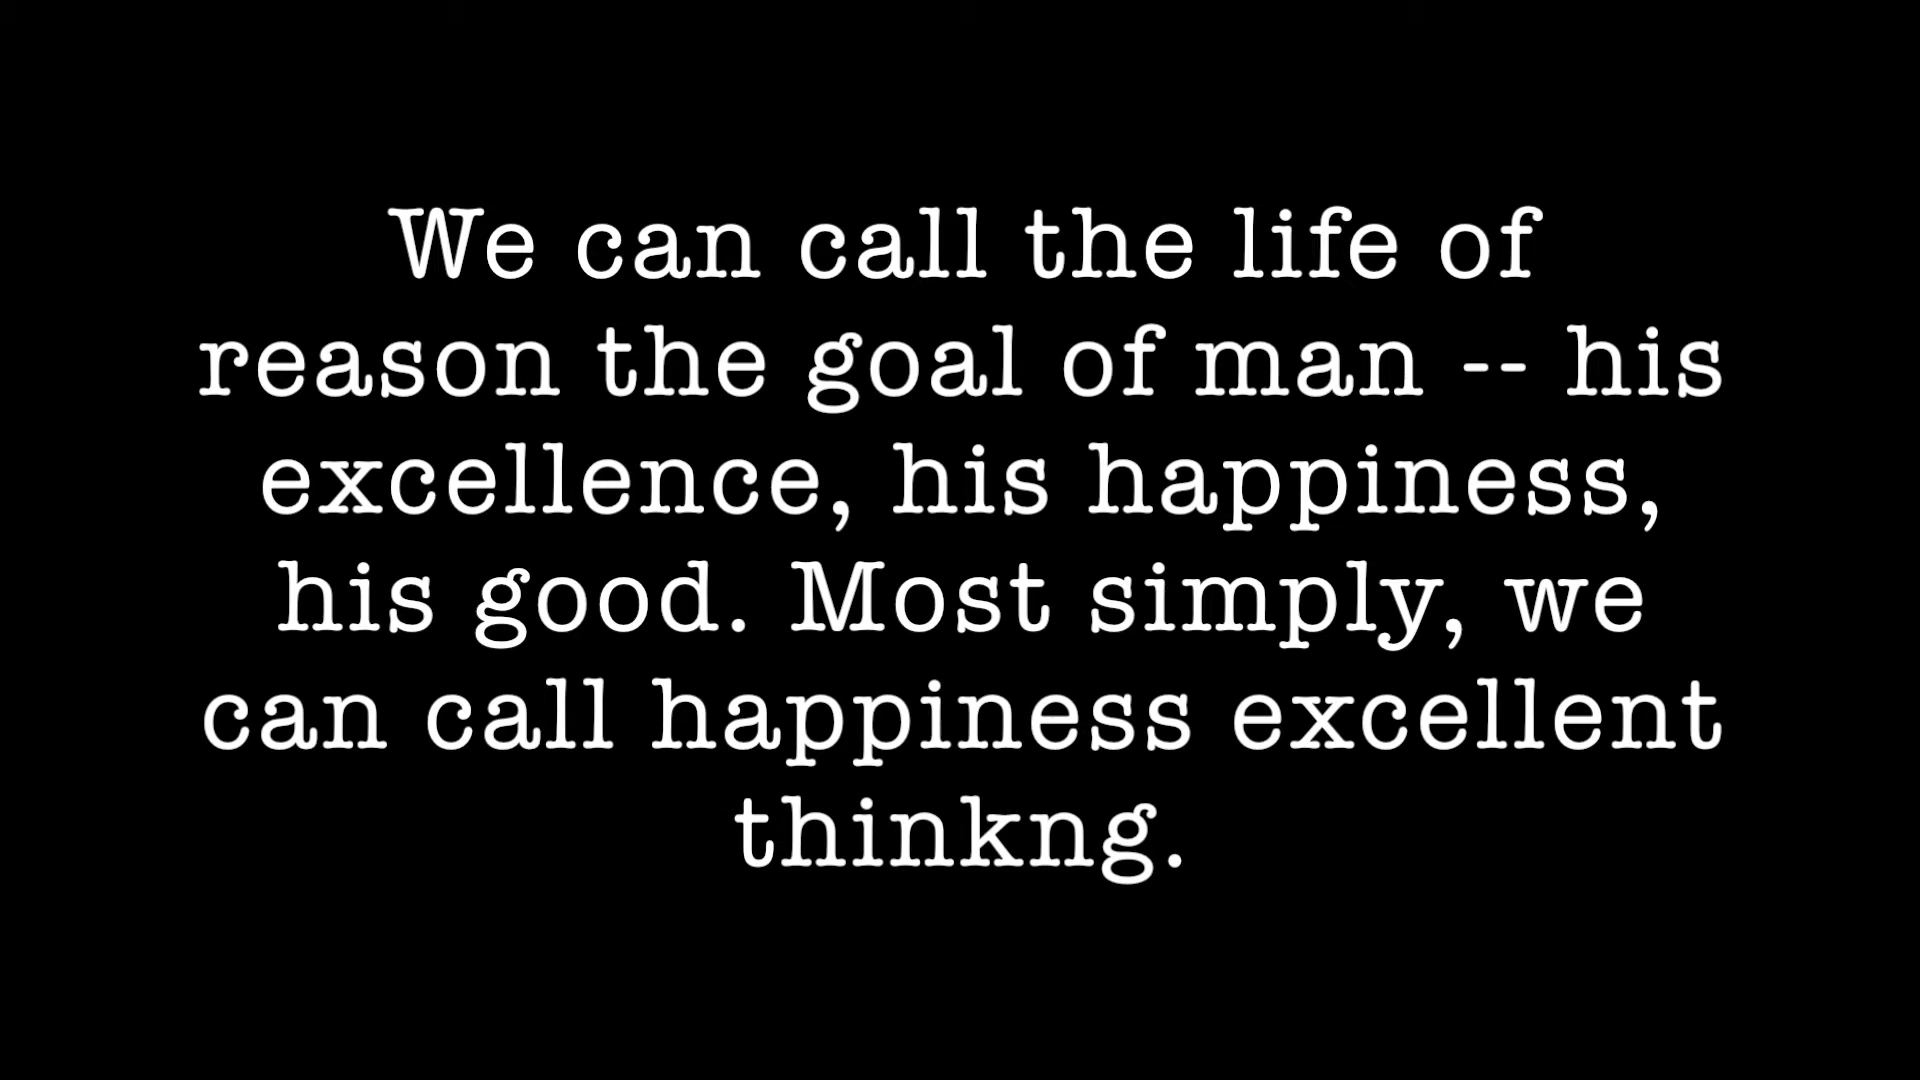 We can call the life of
reason the goal of man -- his
excellence, his happiness,
his good. Most simply, we
can call happiness excellent
thinkng.